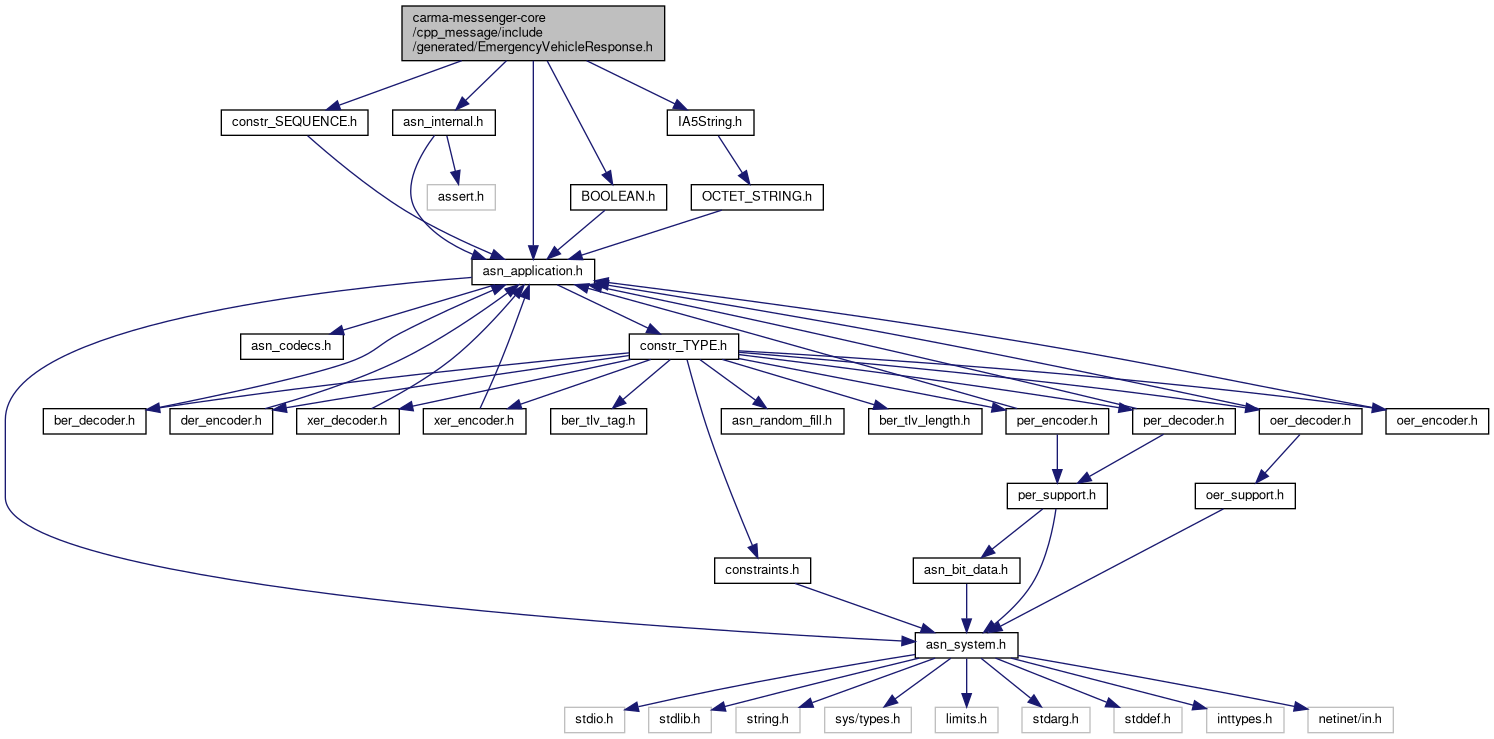 carma-messenger-core
/cpp_message/include
/generated/EmergencyVehicleResponse.h
constr_SEQUENCE.h
asn_internal.h
IA5String.h
assert.h
BOOLEAN.h
OCTET_STRING.h
asn_application.h
asn_codecs.h
constr_TYPE.h
ber_decoder.h
der_encoder.h
xer_decoder.h
xer_encoder.h
ber_tlv_tag.h
asn_random_fill.h
ber_tlv_length.h
per_encoder.h
per_decoder.h
oer_decoder.h
oer_encoder.h
per_support.h
oer_support.h
constraints.h
asn_bit_data.h
asn_system.h
stdio.h
stdlib.h
string.h
sys/types.h
limits.h
stdarg.h
stddef.h
inttypes.h
netinet/in.h